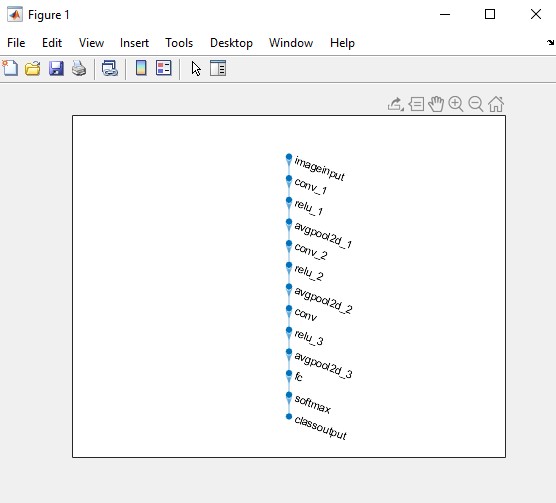 Figure 1
File Edit View Insert Tools Desktop Window Help
imageinput
conv_1
relu_1
avgpool2d_1
conv_2
relu_2
avgpool2d_2
conv
relu_3
avgpool2d_3
fc
softmax
classoutput